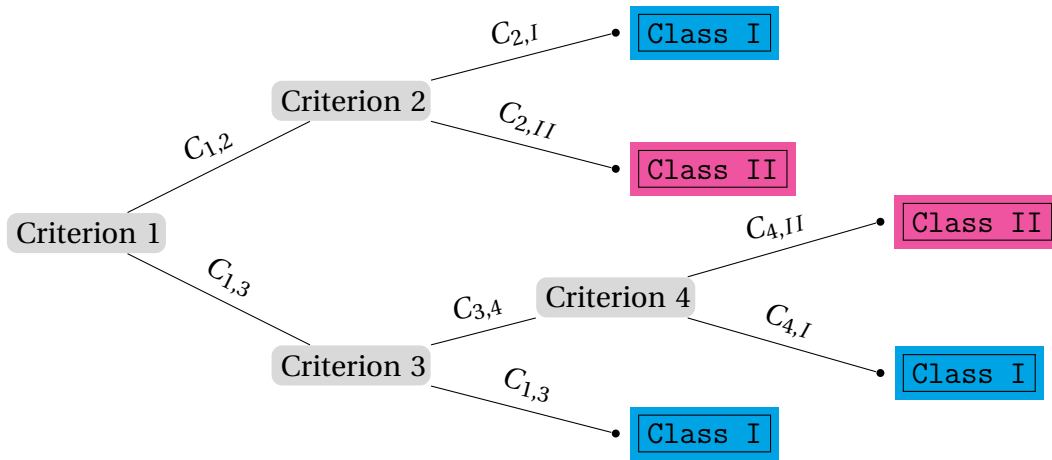 C2,I
Class I
Criterion 2
C2,II
C1,2
Class II
Criterion 1
C4,II
Class II
C1,3
Criterion 4
C3,4
C4,I
Criterion 3
Class I
C1,3
Class I